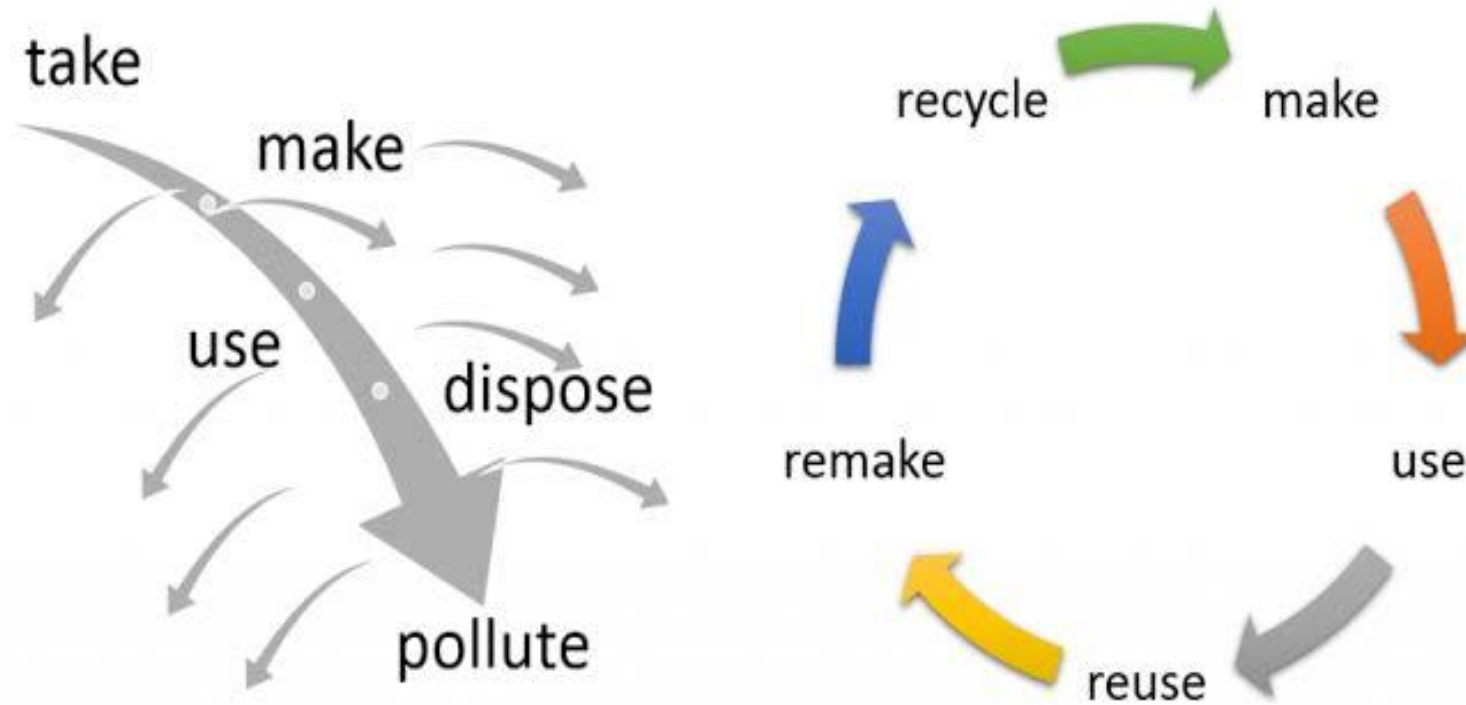 take
make
use
dispose
pollute
recycle
make
use
reuse
remake